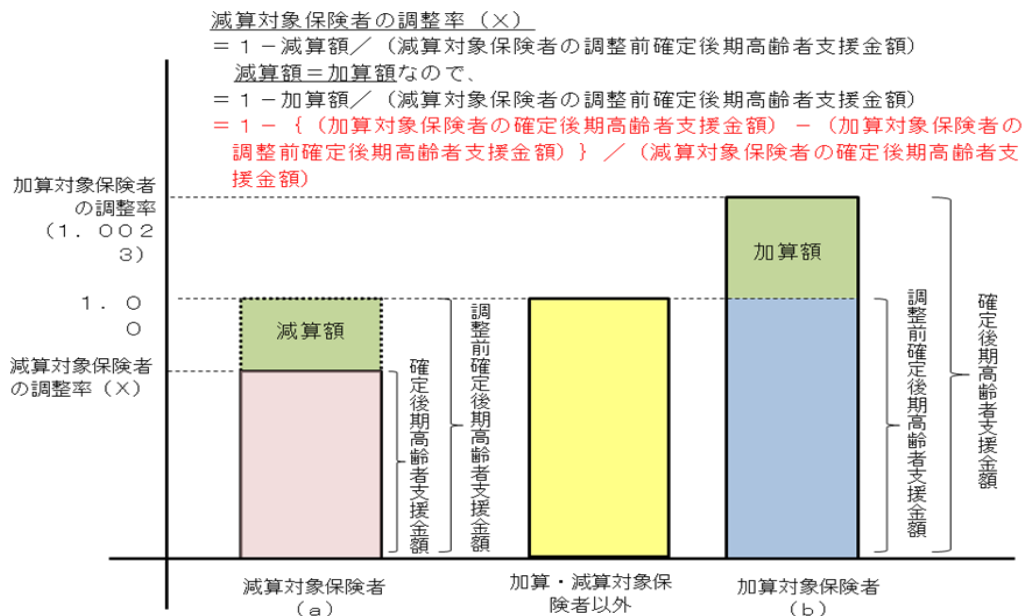 減算対象保険者の調整率（Ｘ）
＝１－減算額／（減算対象保険者の調整前確定後期高齢者支援金額）
減算額＝加算額なので、
＝１－加算額／（減算対象保険者の調整前確定後期高齢者支援金額）
＝１－｛（加算対象保険者の確定後期高齢者支援金額）－（加算対象保険者の
調整前確定後期高齢者支援金額）｝／（減算対象保険者の確定後期高齢者支
援金額）
加算対象保険者
の調整率
（１．００２
３）
１．０
０
減算対象保険者
の調整率（Ｘ）
減算額
確定後期高齢者支援金額
調整前確定後期高齢者支援金額
加算額
調整前確定後期高齢者支援金額
確定後期高齢者支援金額
減算対象保険者
（ａ）
加算・減算対象保
険者以外
加算対象保険者
（ｂ）